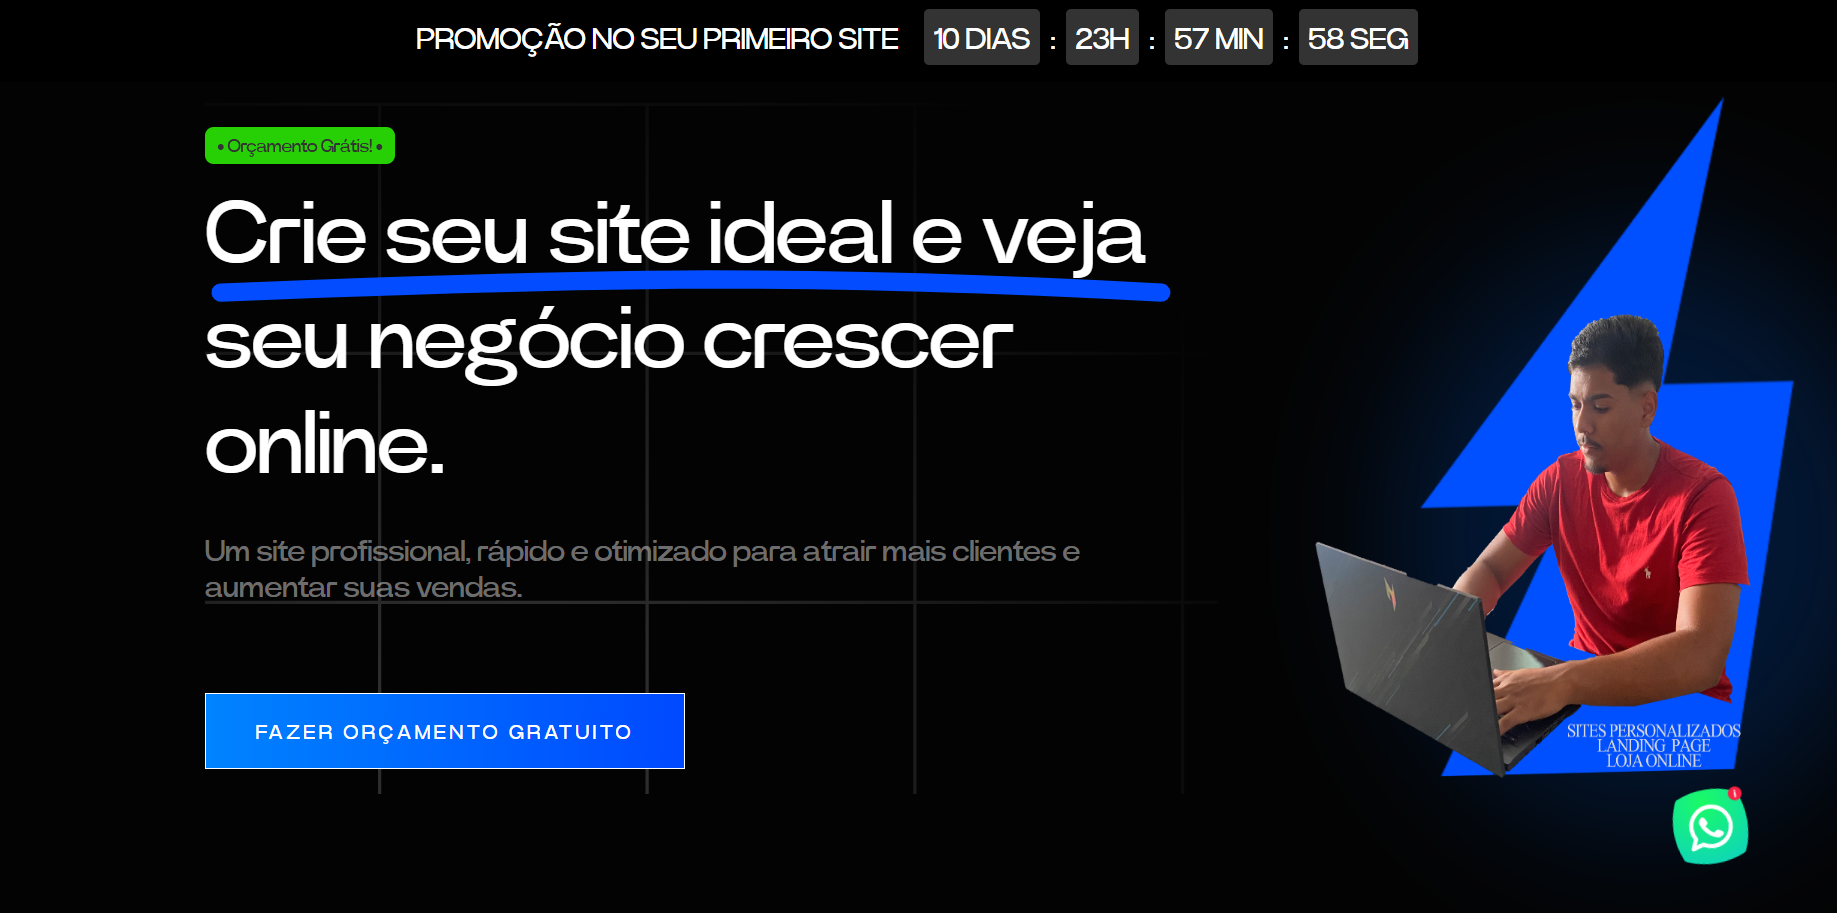 PROMOÇÃO NO SEU PRIMEIRO SITE 10 DIAS : 23H : 57 MIN : 58 SEG
• Orçamento Grátis! •
Crie seu site ideal e veja
seu negócio crescer
online.
Um site profissional, rápido e otimizado para atrair mais clientes e
aumentar suas vendas.
FAZER ORÇAMENTO GRATUITO
SITES PERSONALIZADOS
LANDING PAGE
LOJA ONLINE
1